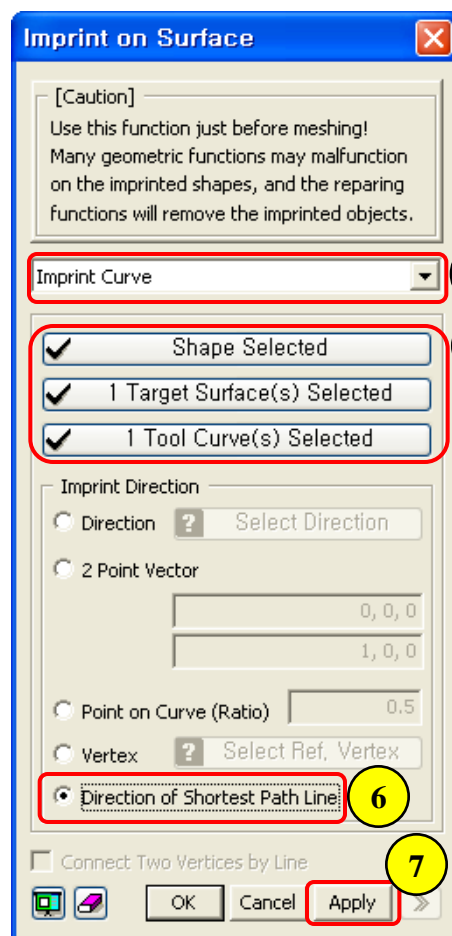 Imprint on Surface
[Caution]
Use this function just before meshing!
Many geometric functions may malfunction
on the imprinted shapes, and the reparing
functions will remove the imprinted objects.
Imprint Curve
Shape Selected
1 Target Surface(s) Selected
1 Tool Curve(s) Selected
Imprint Direction
Direction ? Select Direction
2 Point Vector
0, 0, 0
1, 0, 0
Point on Curve (Ratio) 0.5
Vertex ? Select Ref. Vertex
Direction of Shortest Path Line 6
Connect Two Vertices by Line 7
OK Cancel Apply >>